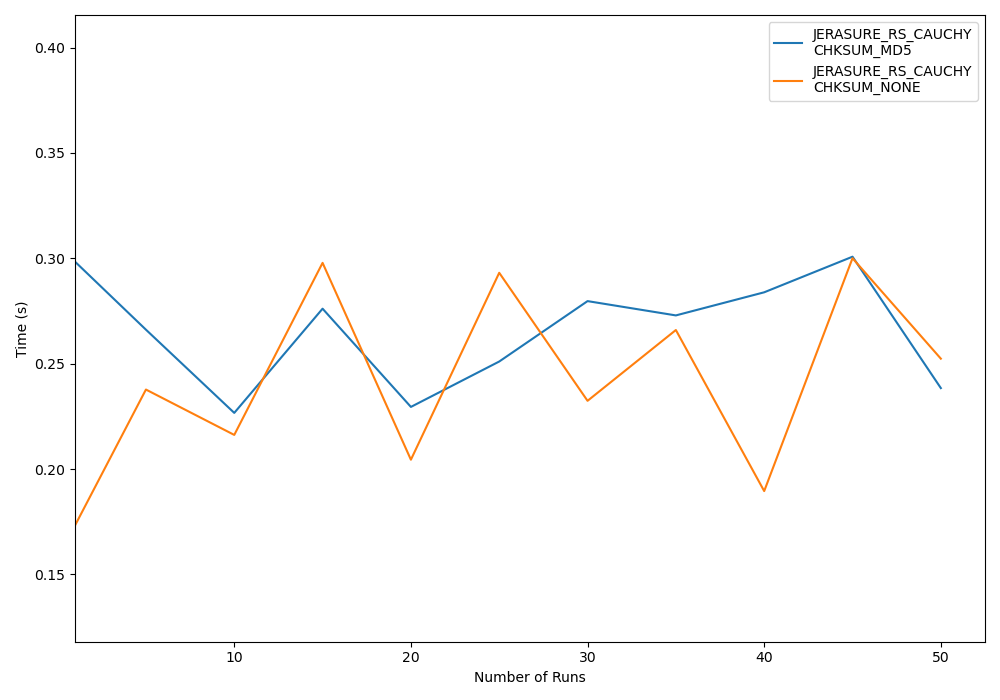 0.40
0.35
0.30
0.25
0.20
0.15
Time (s)
10 20 30 40 50
Number of Runs
JERASURE_RS_CAUCHY
CHKSUM_MD5
JERASURE_RS_CAUCHY
CHKSUM_NONE